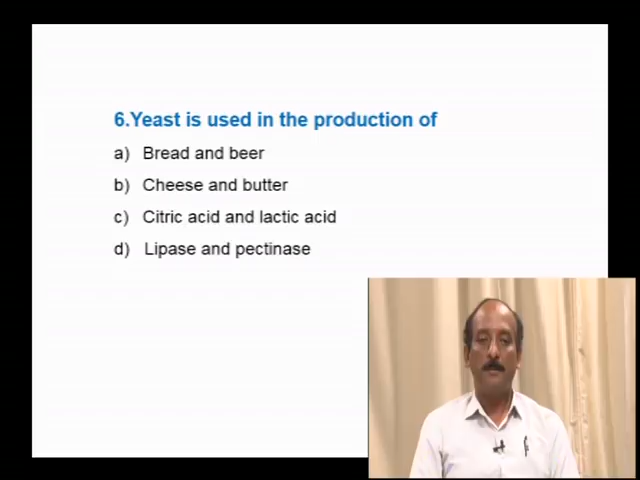 6.Yeast is used in the production of
a) Bread and beer
b) Cheese and butter
c) Citric acid and lactic acid
d) Lipase and pectinase